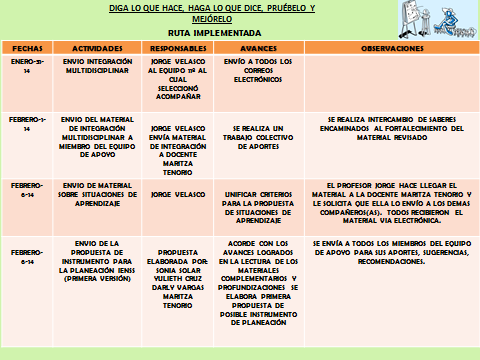 DIGA LO QUE HACE, HAGA LO QUE DICE, PRUÉBELO Y
MEJÓRELO
RUTA IMPLEMENTADA
FECHAS ACTIVIDADES RESPONSABLES AVANCES OBSERVACIONES
ENERO-31-
14
ENVIO INTEGRACIÓN
MULTIDISCIPLINAR
JORGE VELASCO
AL EQUIPO Nº AL
CUAL
SELECCIONÓ
ACOMPAÑAR
ENVÍO A TODOS LOS
CORREOS
ELECTRÓNICOS
FEBRERO-1-
14
ENVIO DEL MATERIAL
DE INTEGRACIÓN
MULTIDISCIPLINAR A
MIEMBRO DEL EQUIPO
DE APOYO
JORGE VELASCO
ENVÍA MATERIAL
DE INTEGRACIÓN
A DOCENTE
MARITZA
TENORIO
SE REALIZA UN
TRABAJO COLECTIVO
DE APORTES
SE REALIZA INTERCAMBIO DE SABERES
ENCAMINADOS AL FORTALECIMIENTO DEL
MATERIAL REVISADO
FEBRERO-
6-14
ENVIO DE MATERIAL
SOBRE SITUACIONES DE
APRENDIZAJE
JORGE VELASCO
UNIFICAR CRITERIOS
PARA LA PROPUESTA
DE SITUACIONES DE
APRENDIZAJE
EL PROFESOR JORGE HACE LLEGAR EL
MATERIAL A LA DOCENTE MARITZA TENORIO Y
LE SOLICITA QUE ELLA LO ENVÍO A LOS DEMAS
COMPAÑEROS(AS). TODOS RECIBIERON EL
MATERIAL VIA ELECTRÓNICA.
FEBRERO-
6-14
ENVIO DE LA
PROPUESTA DE
INSTRUMENTO PARA
LA PLANEACIÓN IENSS
(PRIMERA VERSIÓN)
PROPUESTA
ELABORADA POR:
SONIA SOLAR
YULIETH CRUZ
DARLY VARGAS
MARITZA
TENORIO
ACORDE CON LOS
AVANCES LOGRADOS
EN LA LECTURA DE LOS
MATERIALES
COMPLEMENTARIOS Y
PROFUNDIZACIONES SE
ELABORA PRIMERA
PROPUESTA DE
POSIBLE INSTRUMENTO
DE PLANEACIÓN
SE ENVÍA A TODOS LOS MIEMBROS DEL EQUIPO
DE APOYO PARA SUS APORTES, SUGERENCIAS,
RECOMENDACIONES.